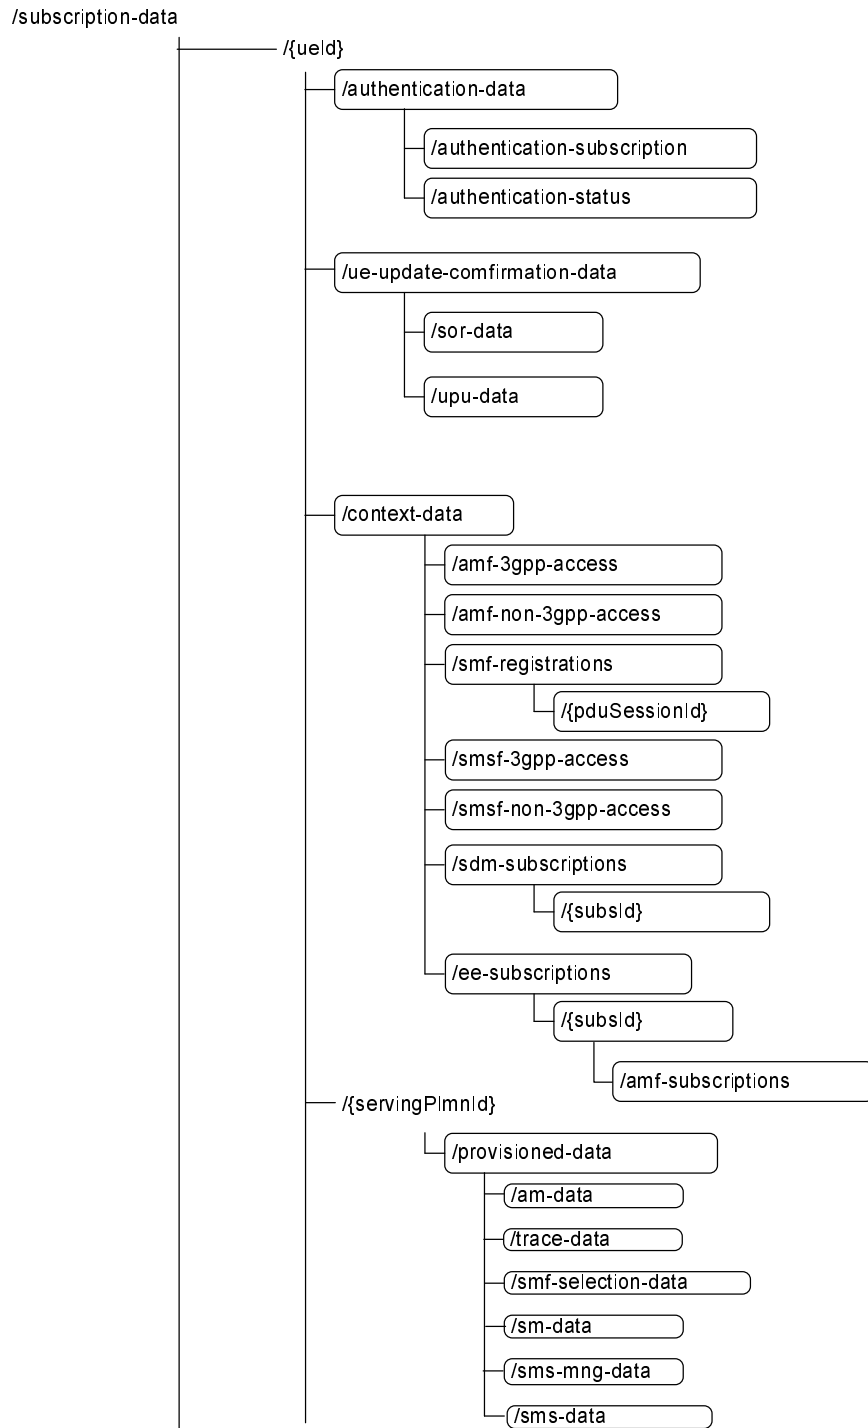 /subscription-data
/{ueId}
/authentication-data
/authentication-subscription
/authentication-status
/ue-update-comfirmation-data
/sor-data
/upu-data
/context-data
/amf-3gpp-access
/amf-non-3gpp-access
/smf-registrations
/{pduSessionId}
/smsf-3gpp-access
/smsf-non-3gpp-access
/sdm-subscriptions
/{subsId}
/ee-subscriptions
/{subsId}
/amf-subscriptions
/{servingPlmnId}
/provisioned-data
/am-data
/trace-data
/smf-selection-data
/sm-data
/sms-mng-data
/sms-data